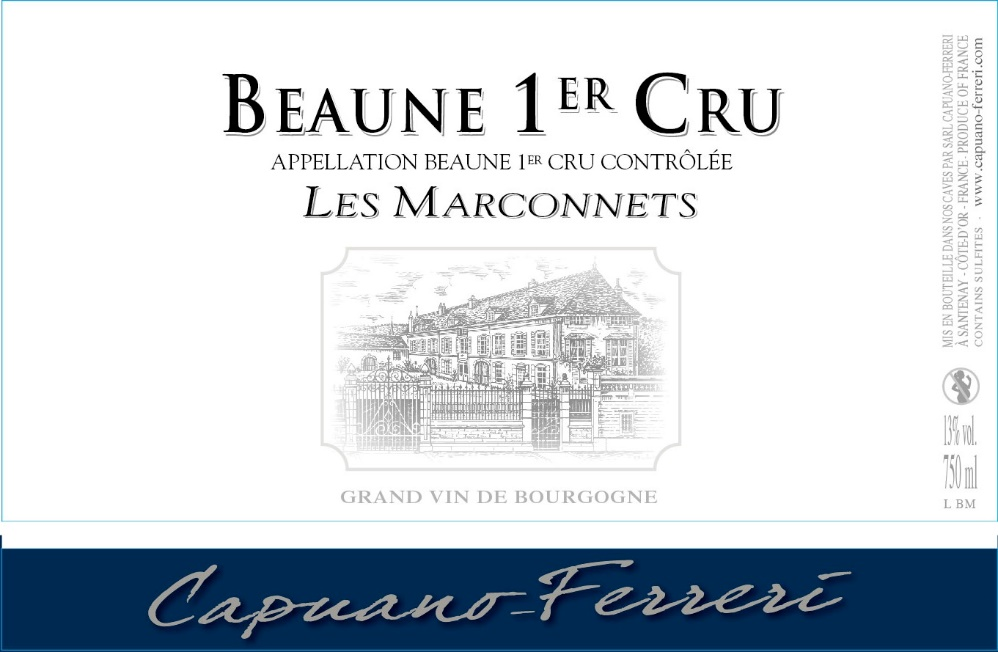 BEAUNE 1ER CRU
APPELLATION BEAUNE 1ER CRU CONTRÔLÉE
LES MARCONNETS
GRAND VIN DE BOURGOGNE
Capuano-Ferreri
MIS EN BOUTEILLE DANS NOS CAVES PAR SARL CAPUANO-FERRERI
À SANTENAY - CÔTE-D'OR - FRANCE - PRODUCE OF FRANCE
CONTAINS SULFITES - www.capuano-ferreri.com
13% vol.
750 ml
L BM